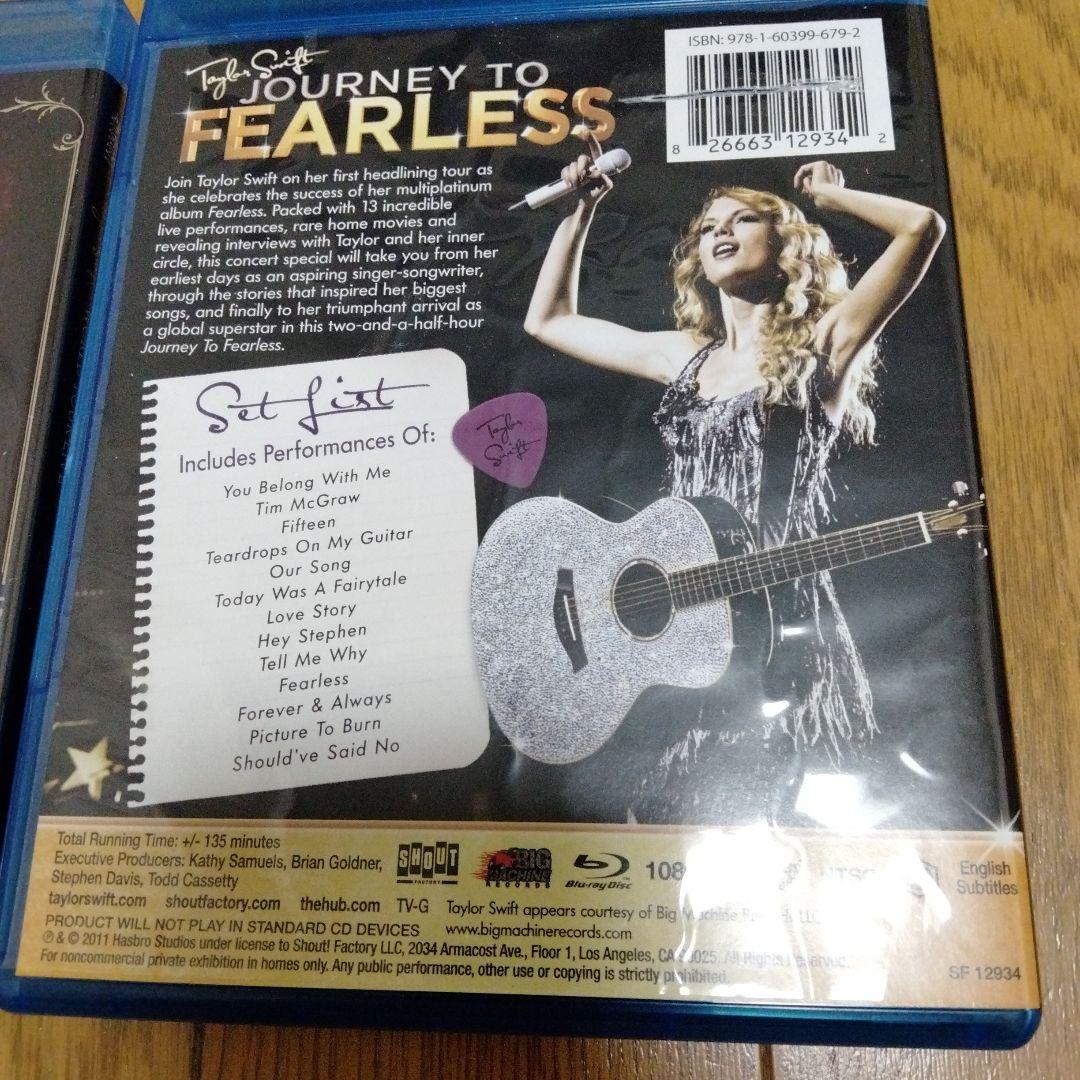 Taylor Swift
JOURNEY TO
FEARLESS
ISBN: 978-1-60399-679-2
8 26663 12934 2
Join Taylor Swift on her first headlining tour as
she celebrates the success of her multiplatinum
album Fearless. Packed with 13 incredible
live performances, rare home movies and
revealing interviews with Taylor and her inner
circle, this concert special will take you from her
earliest days as an aspiring singer-songwriter,
through the stories that inspired her biggest
songs, and finally to her triumphant arrival as
a global superstar in this two-and-a-half-hour
Journey To Fearless.
Set List
Includes Performances Of:
Taylor
Swift
You Belong With Me
Tim McGraw
Fifteen
Teardrops On My Guitar
Our Song
Today Was A Fairytale
Love Story
Hey Stephen
Tell Me Why
Fearless
Forever & Always
Picture To Burn
Should've Said No
Total Running Time: +/- 135 minutes
Executive Producers: Kathy Samuels, Brian Goldner,
Stephen Davis, Todd Cassetty
SHOUT
FACTORY
BIG
MACHINE
RECORDS
Blu-ray Disc
NTSC
English
Subtitles
taylorswift.com shoutfactory.com thehub.com TV-G
Taylor Swift appears courtesy of Big Machine Records, LLC
www.bigmachinerecords.com
PRODUCT WILL NOT PLAY IN STANDARD CD DEVICES
℗ & © 2011 Hasbro Studios under license to Shout! Factory LLC, 2034 Armacost Ave., Floor 1, Los Angeles, CA 90025. All Rights Reserved.
For noncommercial private exhibition in homes only. Any public performance, other use or copying is strictly prohibited.
SF 12934